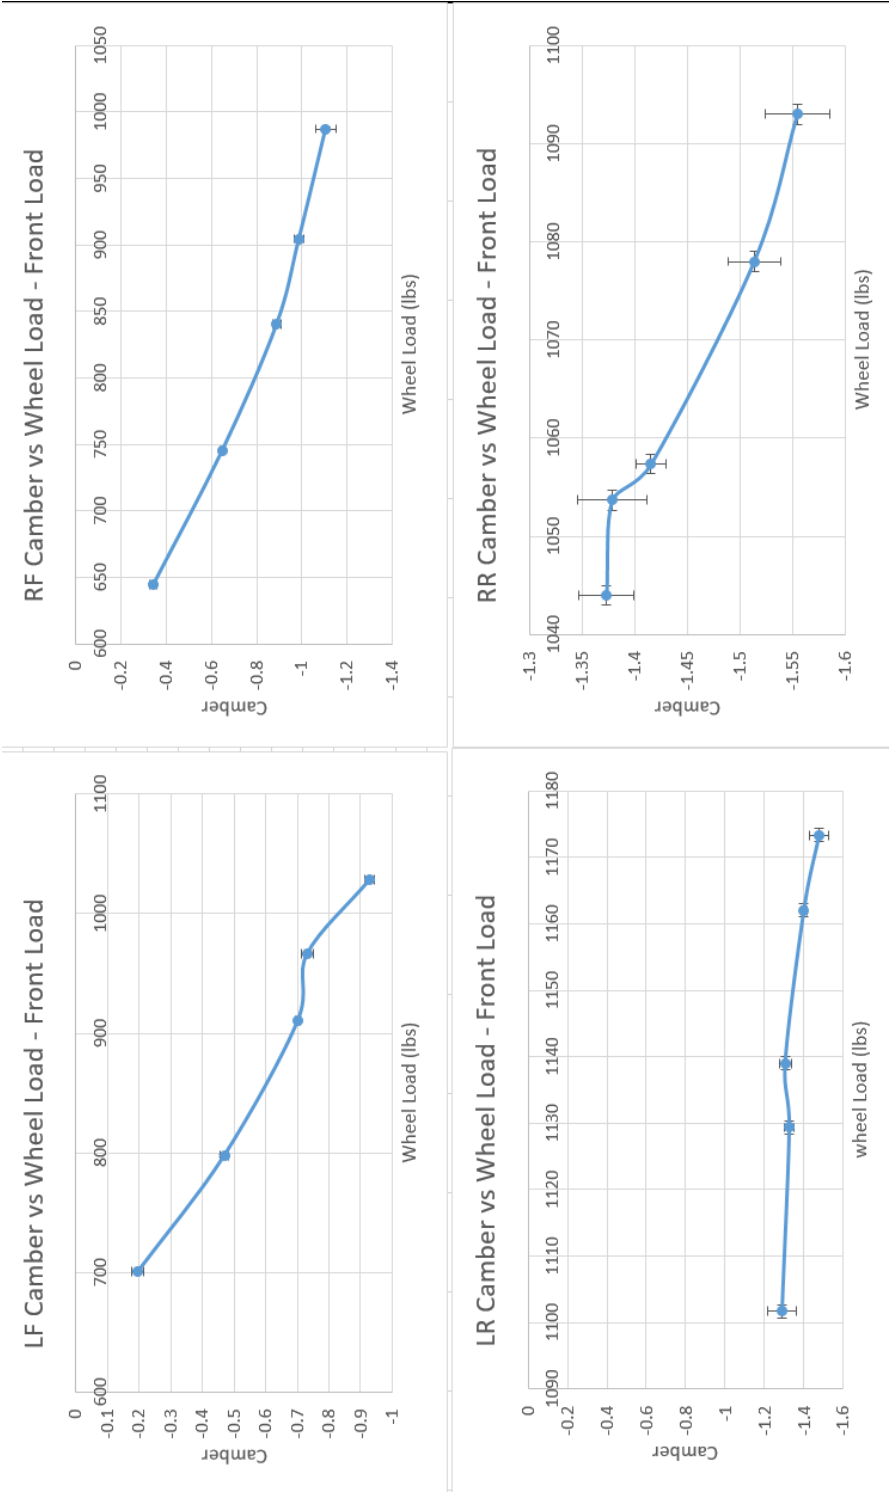 LF Camber vs Wheel Load - Front Load
600 700 800 900 1000 1100
0
-0.1
-0.2
-0.3
-0.4
-0.5
-0.6
-0.7
-0.8
-0.9
-1
Camber
Wheel Load (lbs)
RF Camber vs Wheel Load - Front Load
600 650 700 750 800 850 900 950 1000 1050
0
-0.2
-0.4
-0.6
-0.8
-1
-1.2
-1.4
Camber
Wheel Load (lbs)
LR Camber vs Wheel Load - Front Load
1090 1100 1110 1120 1130 1140 1150 1160 1170 1180
0
-0.2
-0.4
-0.6
-0.8
-1
-1.2
-1.4
-1.6
Camber
wheel Load (lbs)
RR Camber vs Wheel Load - Front Load
1040 1050 1060 1070 1080 1090 1100
-1.3
-1.35
-1.4
-1.45
-1.5
-1.55
-1.6
Camber
Wheel Load (lbs)